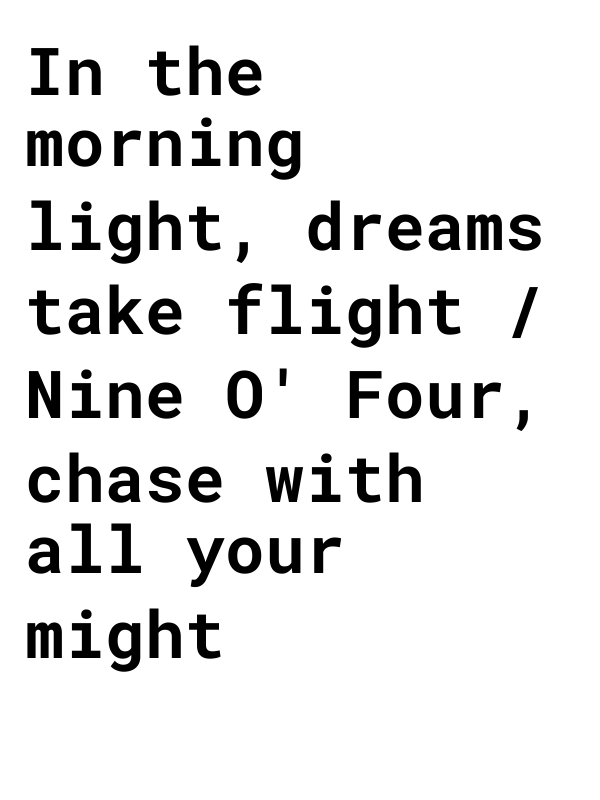 In the
morning
light, dreams
take flight /
Nine O' Four,
chase with
all your
might